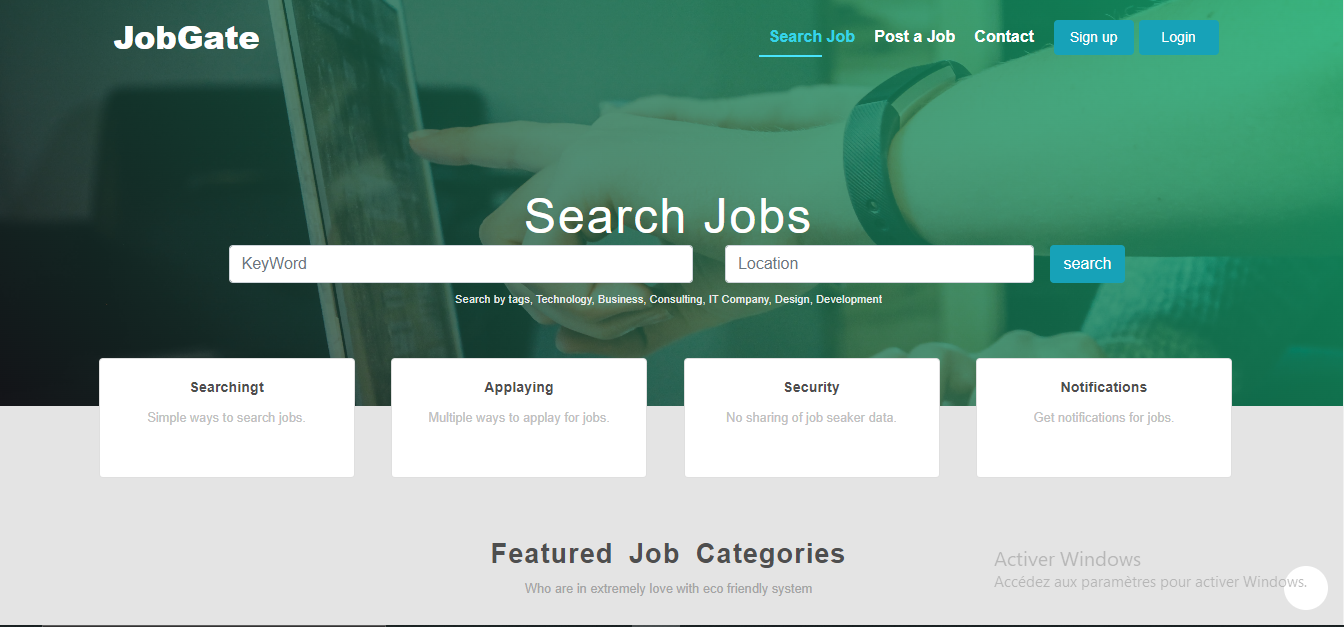 JobGate
Search Job Post a Job Contact Sign up Login
Search Jobs
KeyWord Location search
Search by tags, Technology, Business, Consulting, IT Company, Design, Development
Searchingt
Simple ways to search jobs.
Applaying
Multiple ways to applay for jobs.
Security
No sharing of job seaker data.
Notifications
Get notifications for jobs.
Featured Job Categories
Who are in extremely love with eco friendly system
Activer Windows
Accédez aux paramètres pour activer Windows.